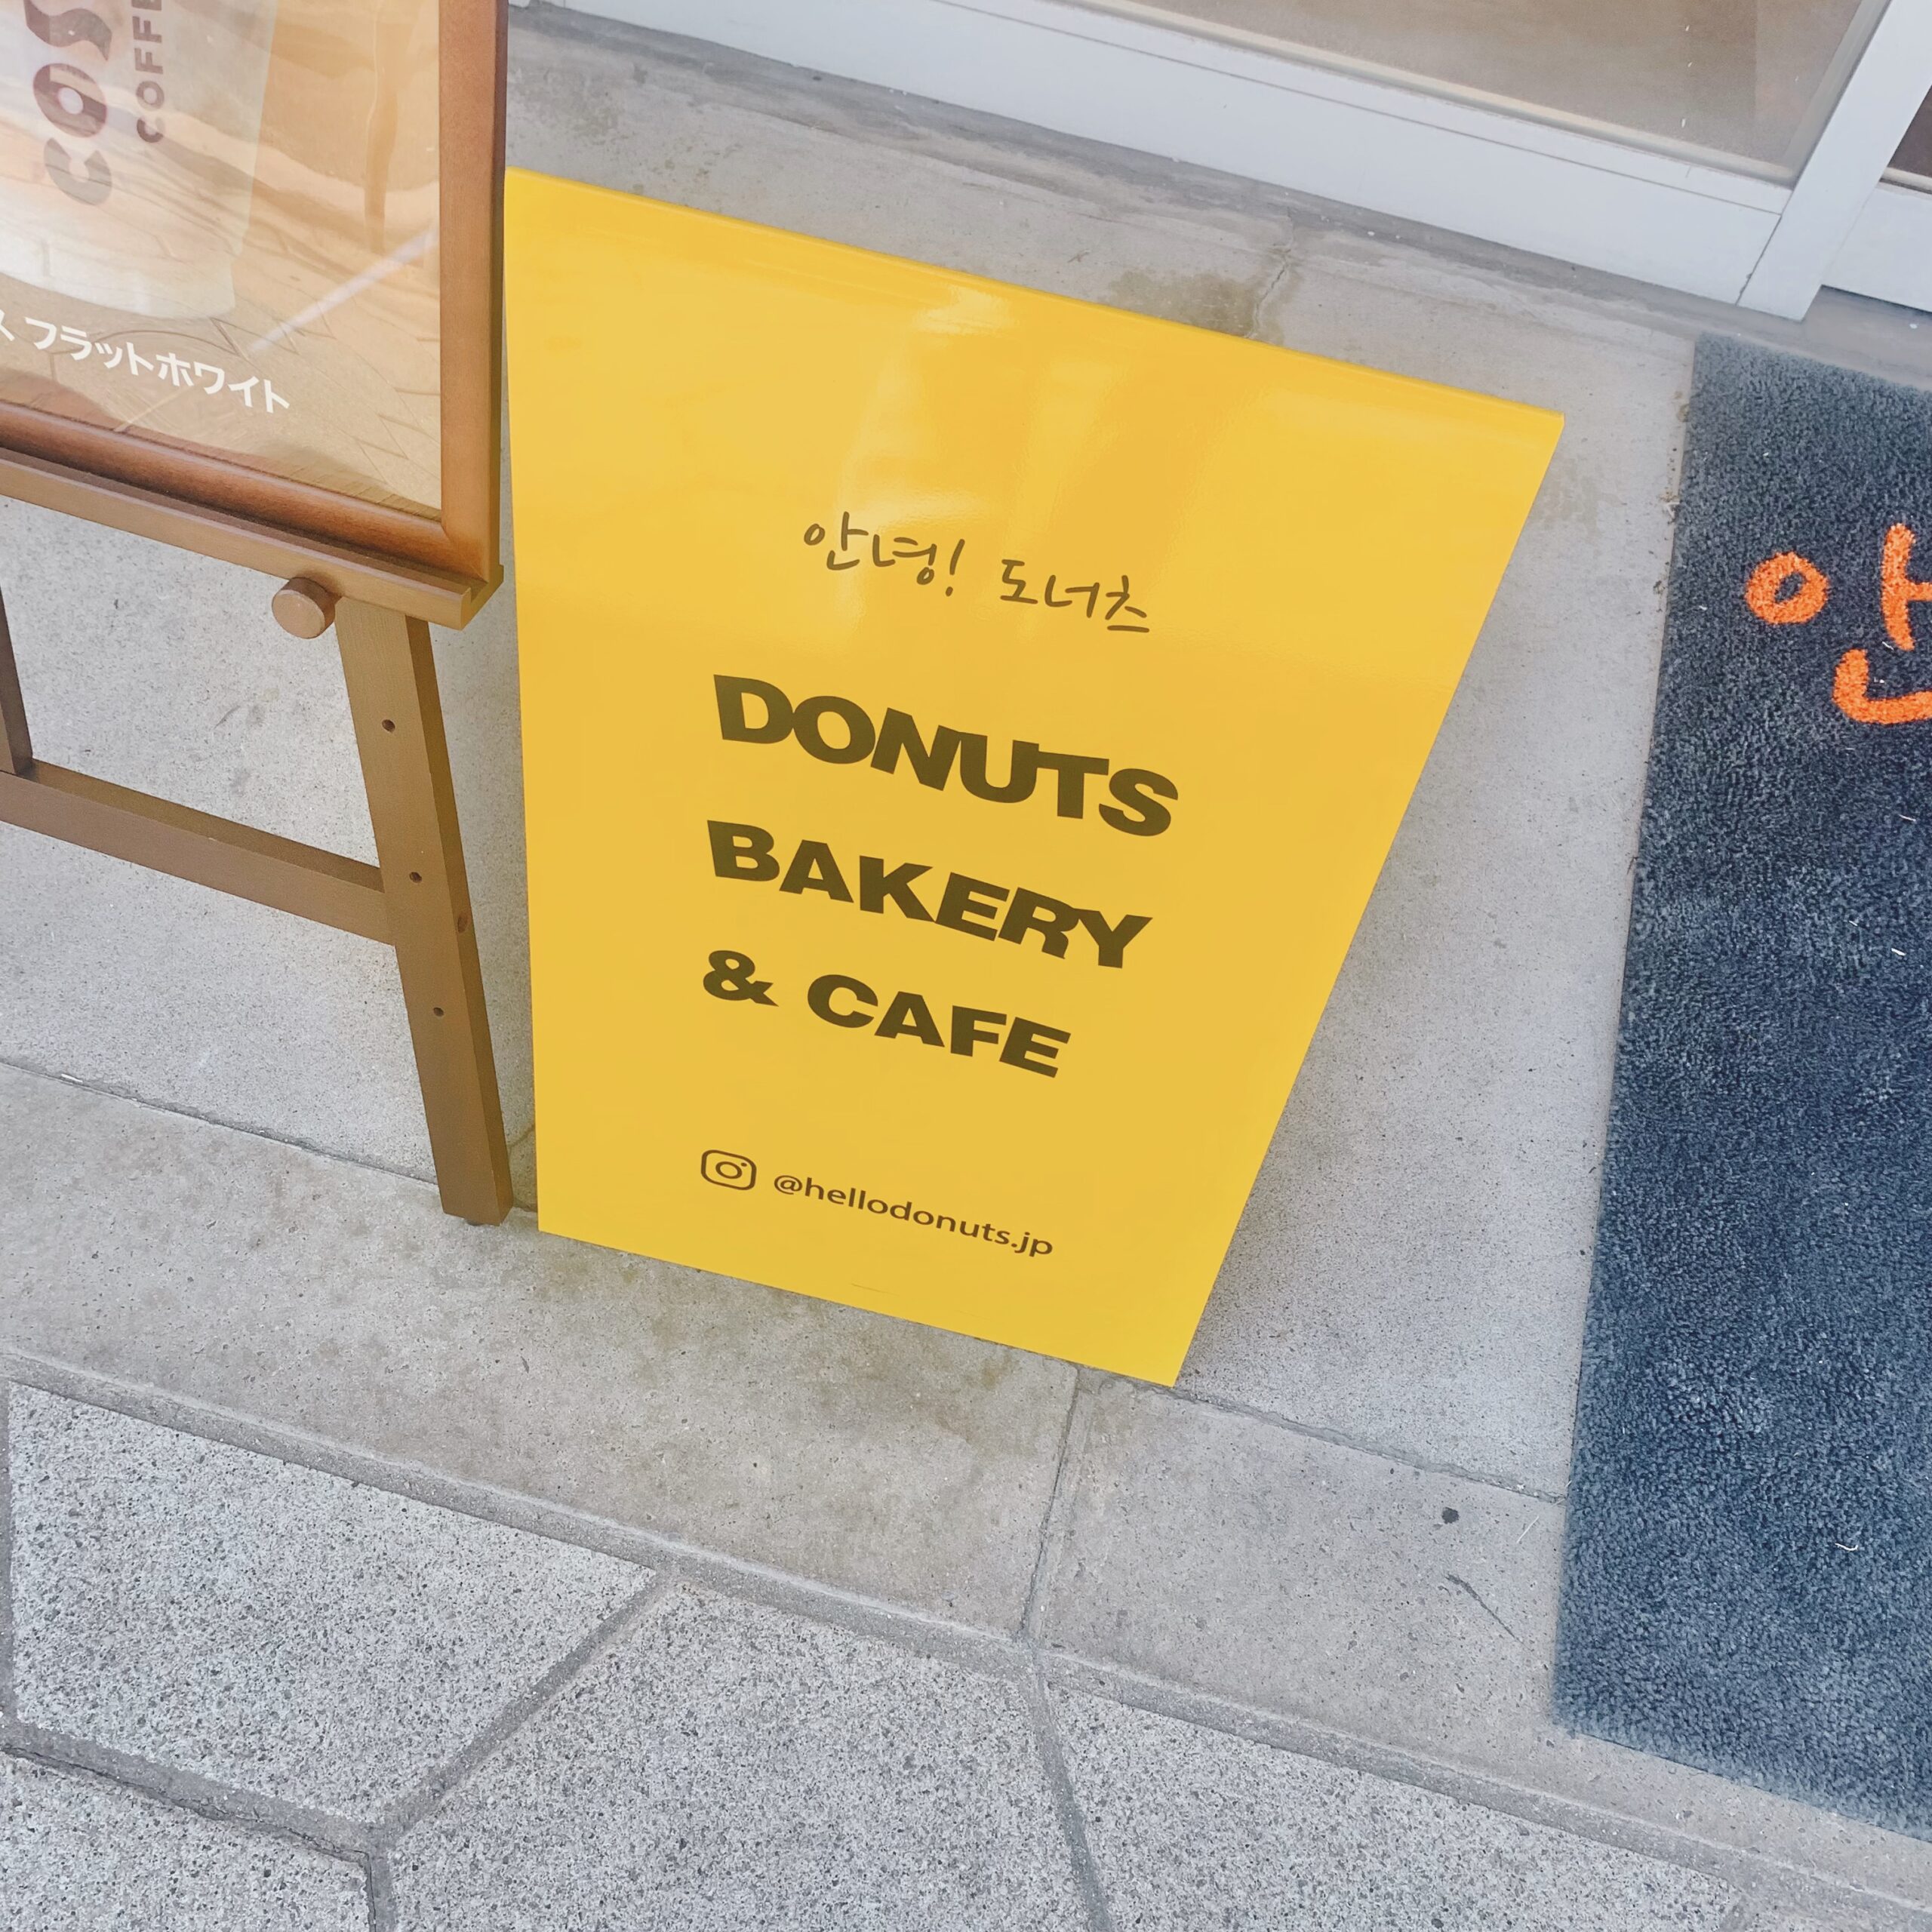 COFFE
フラットホワイト
안녕! 도너츠
DONUTS
BAKERY
& CAFE
@hellodonuts.jp
안